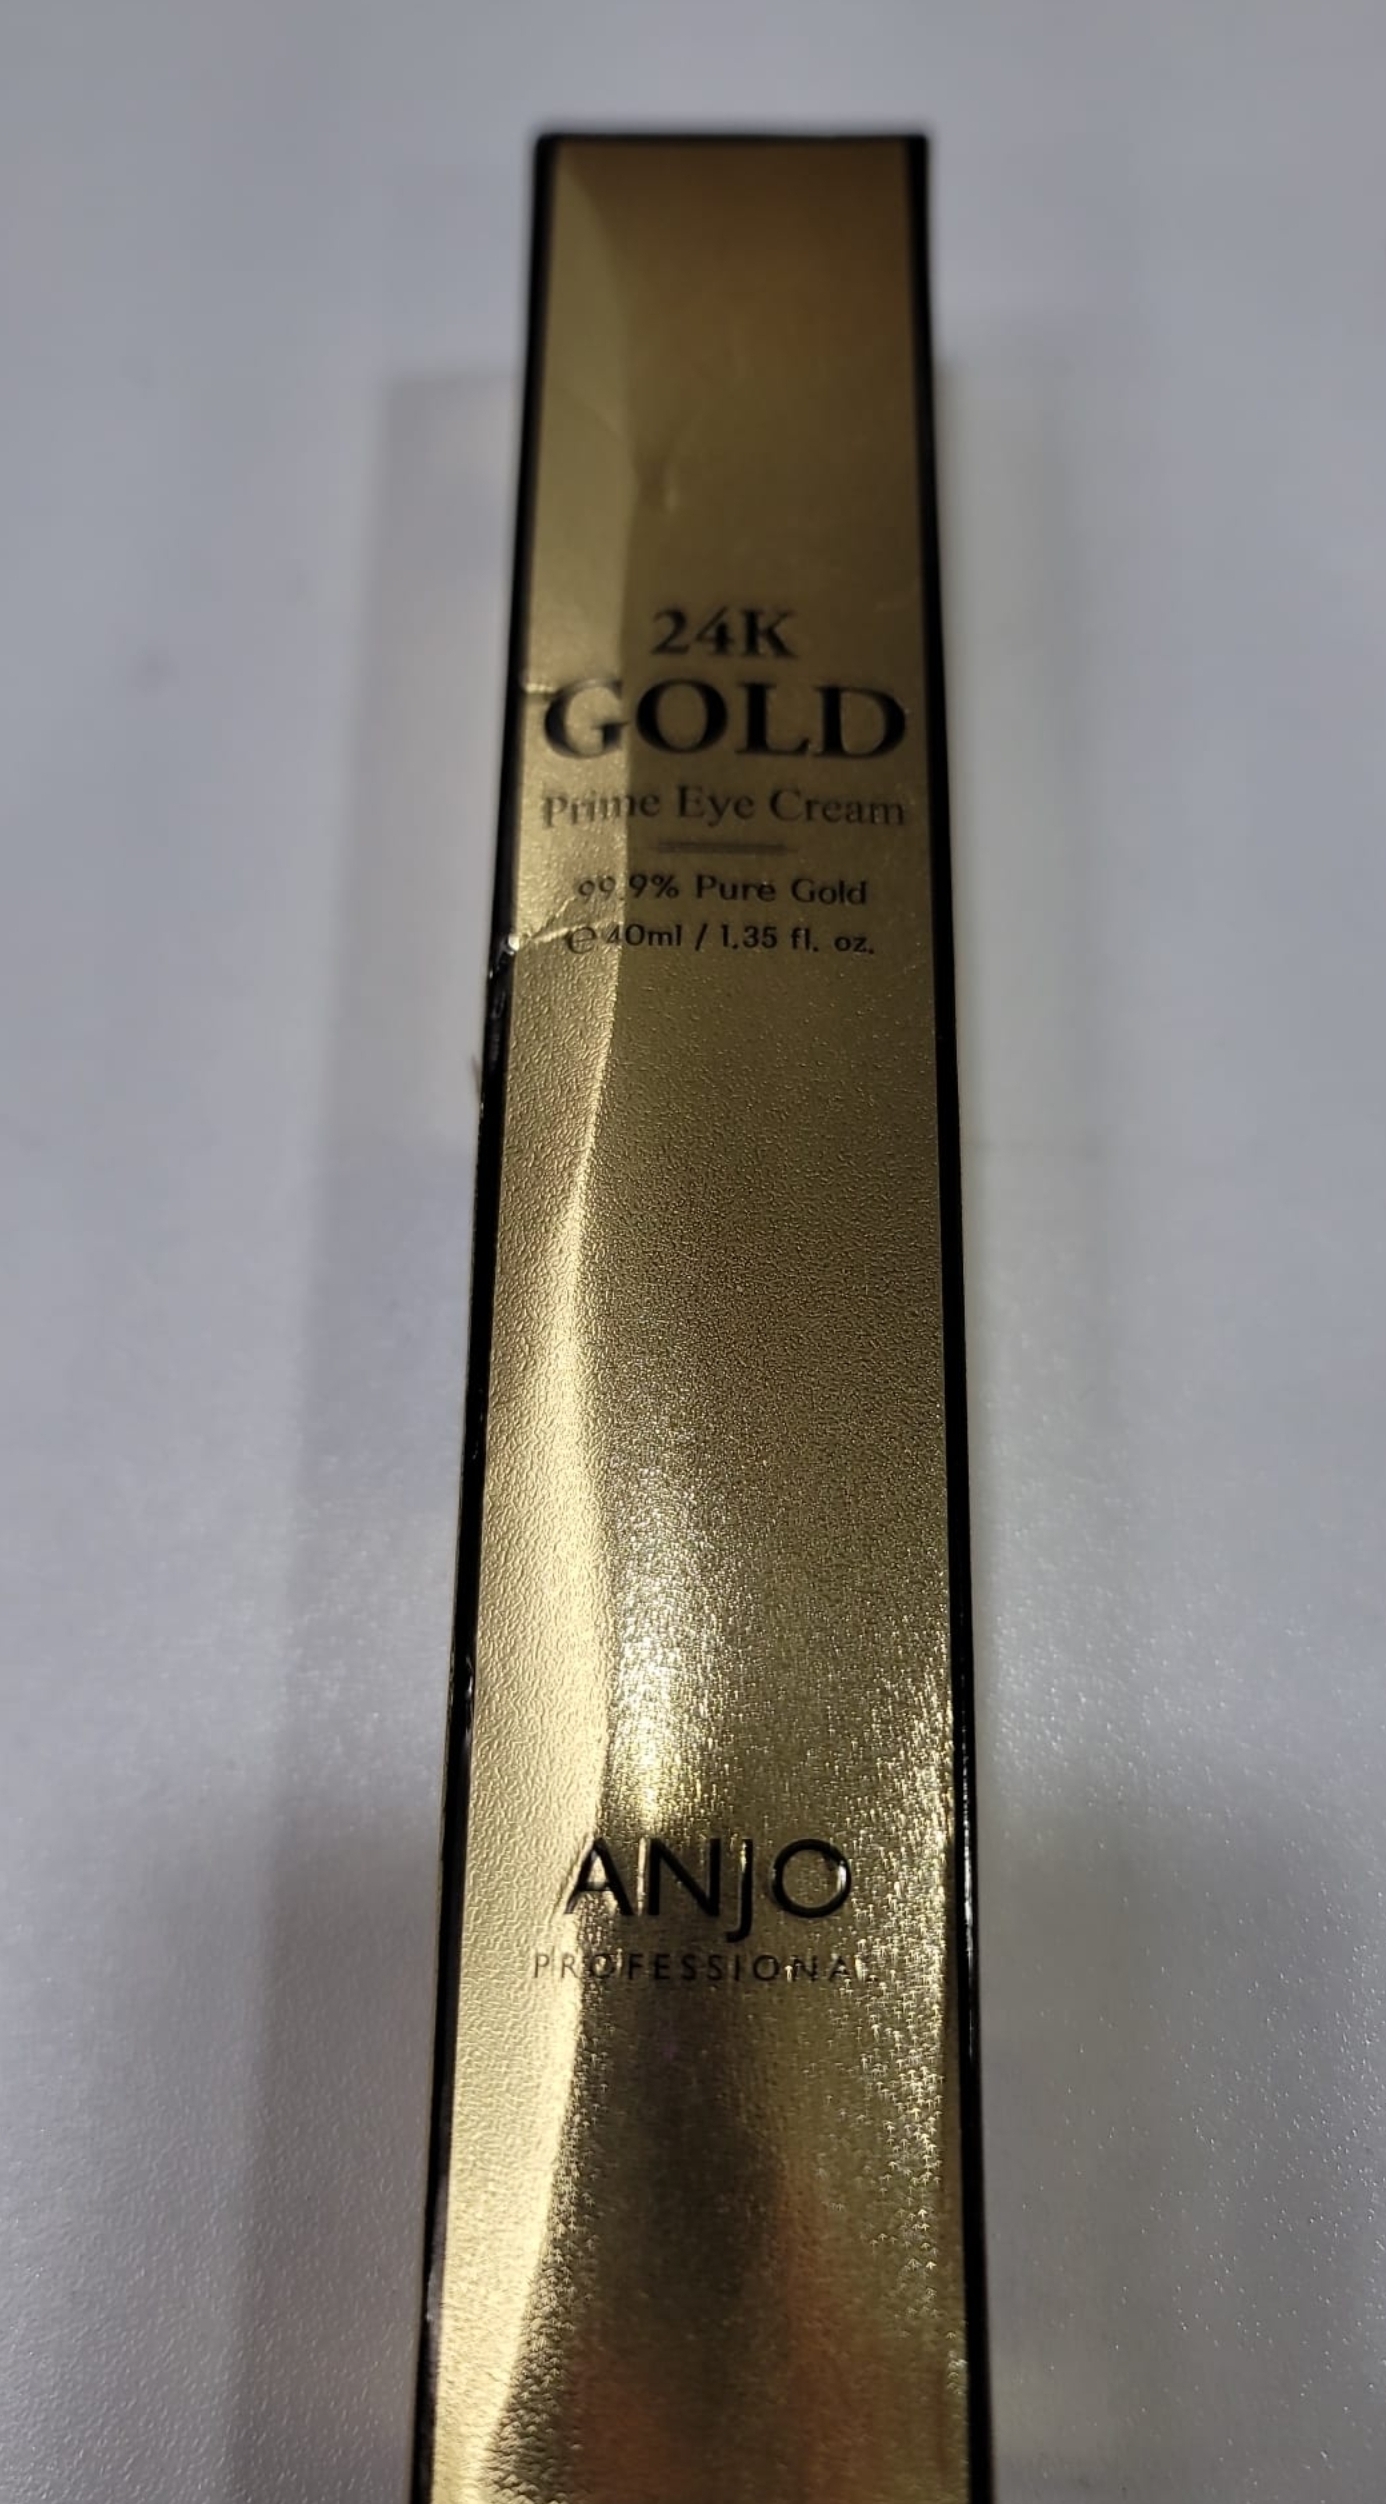 24K
GOLD
Prime Eye Cream
99.9% Pure Gold
℮ 40ml / 1.35 fl. oz.
ANJO
PROFESSIONAL